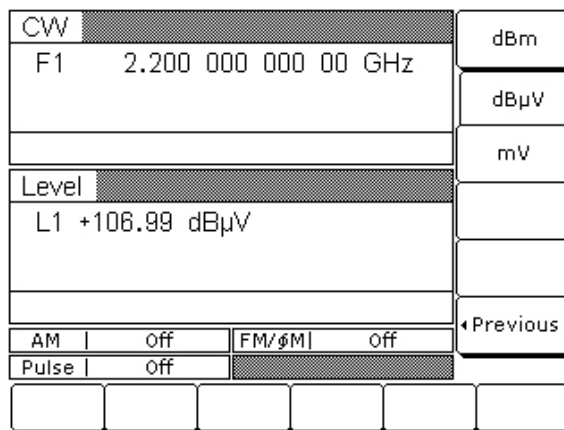 CW
F1 2.200 000 000 00 GHz
Level
L1 +106.99 dBµV
AM | Off FM/ϕM| Off
Pulse | Off
dBm
dBµV
mV
◂Previous